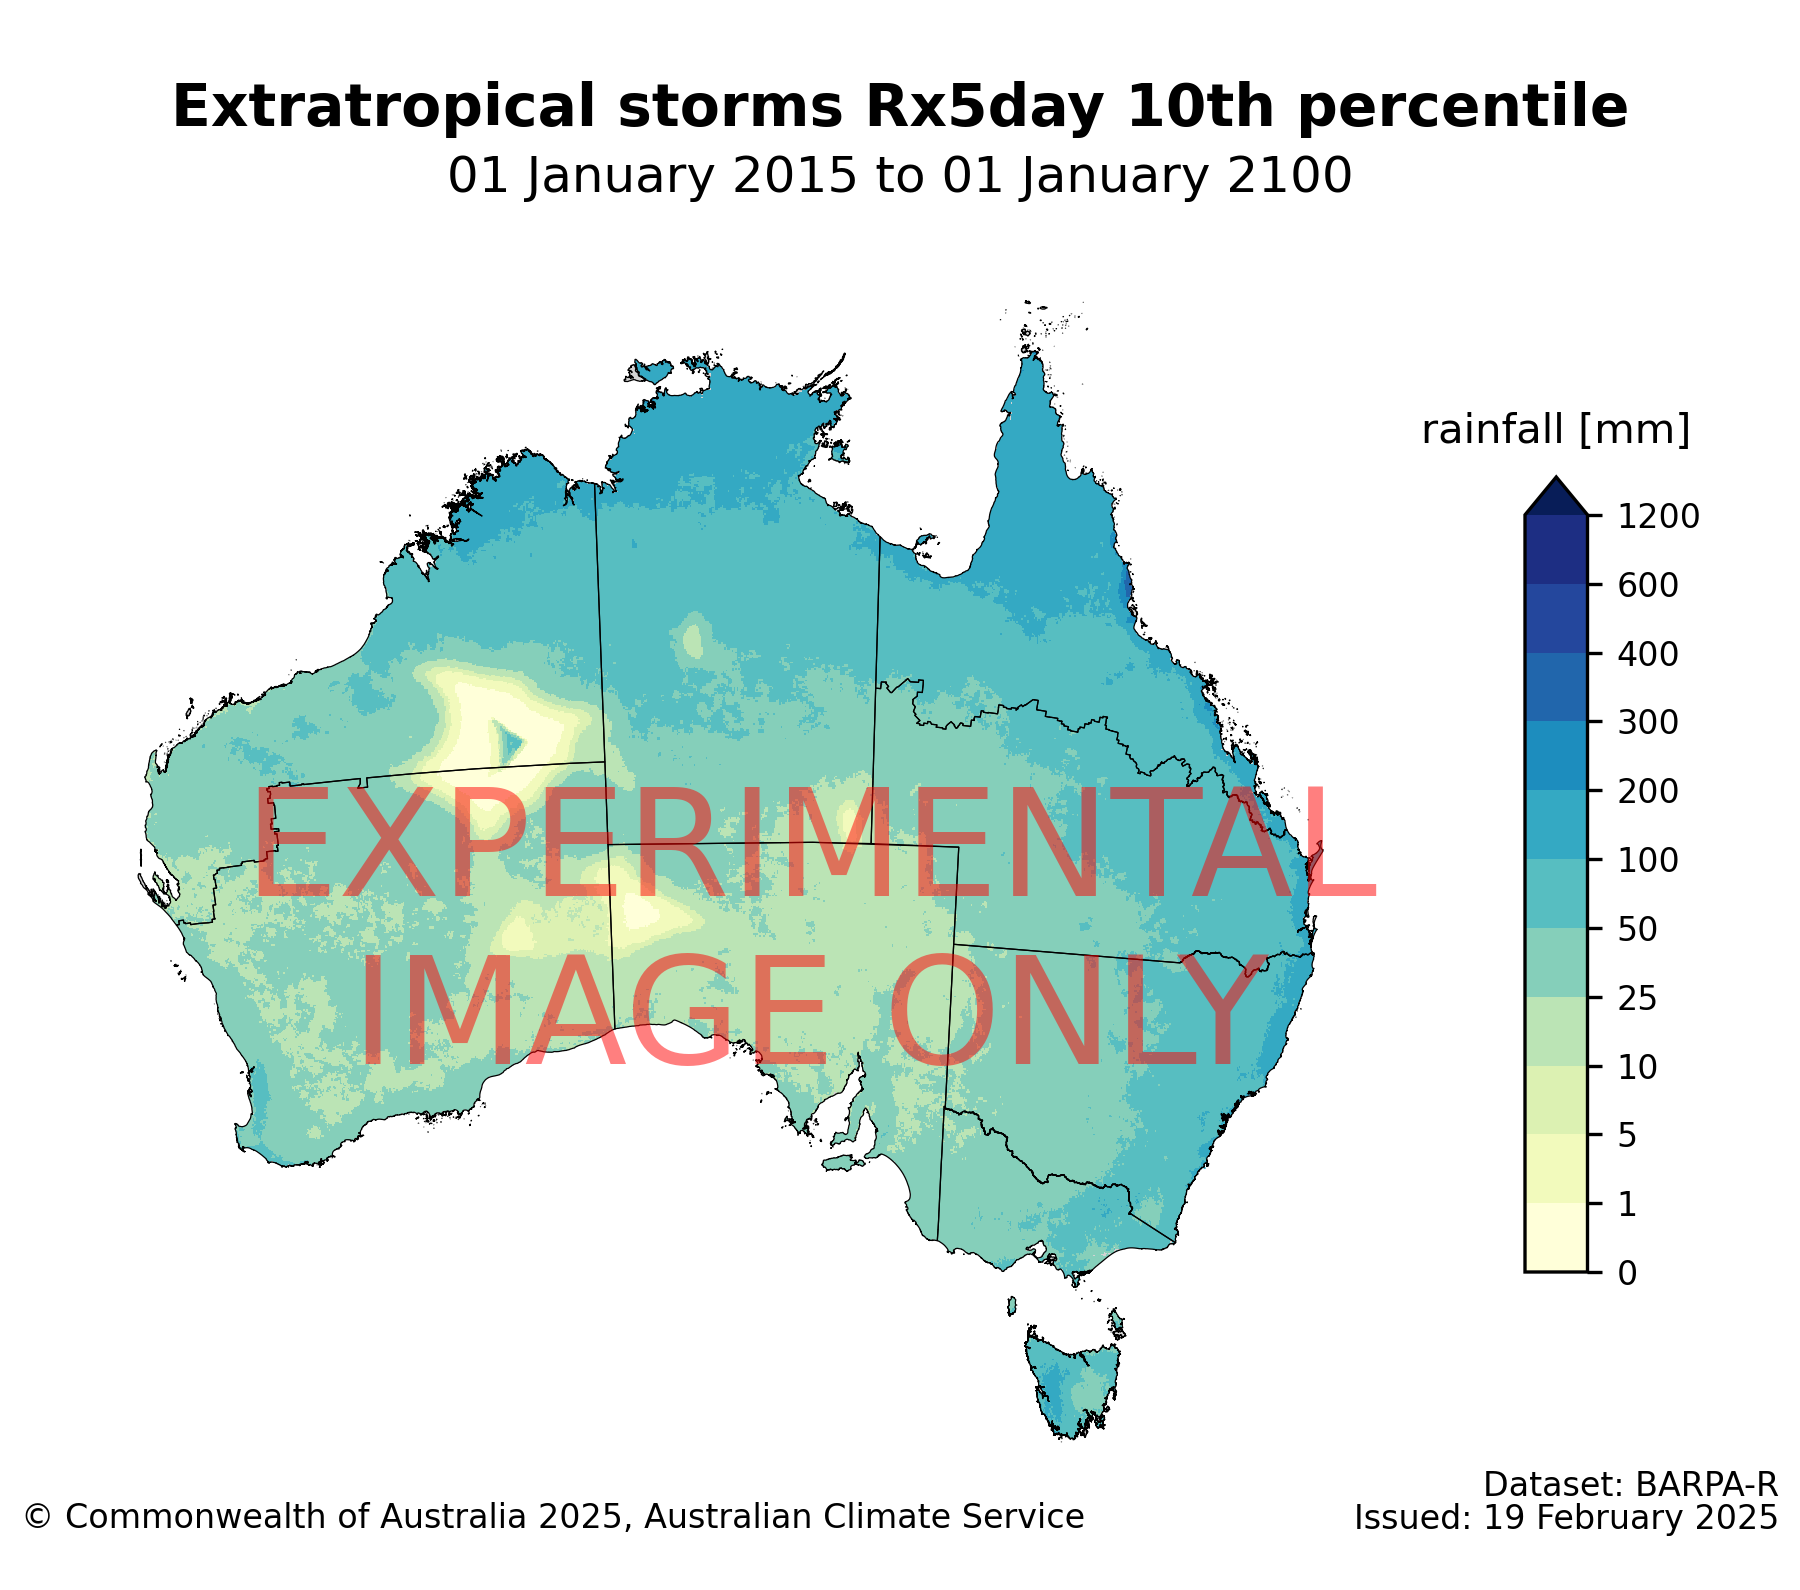 Extratropical storms Rx5day 10th percentile
01 January 2015 to 01 January 2100
rainfall [mm]
1200
600
400
300
200
100
50
25
10
5
1
0
EXPERIMENTAL
IMAGE ONLY
Dataset: BARPA-R
© Commonwealth of Australia 2025, Australian Climate Service
Issued: 19 February 2025